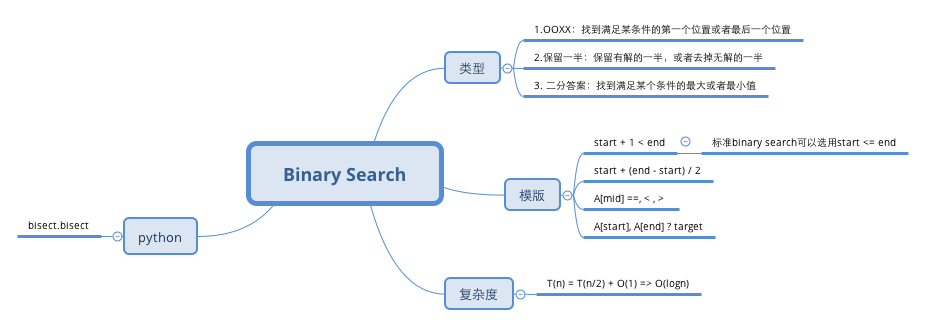 Binary Search
类型
1.OOXX：找到满足某条件的第一个位置或者最后一个位置
2.保留一半：保留有解的一半，或者去掉无解的一半
3. 二分答案：找到满足某个条件的最大或者最小值
模版
start + 1 < end
标准binary search可以选用start <= end
start + (end - start) / 2
A[mid] ==, < , >
A[start], A[end] ? target
复杂度
T(n) = T(n/2) + O(1) => O(logn)
python
bisect.bisect